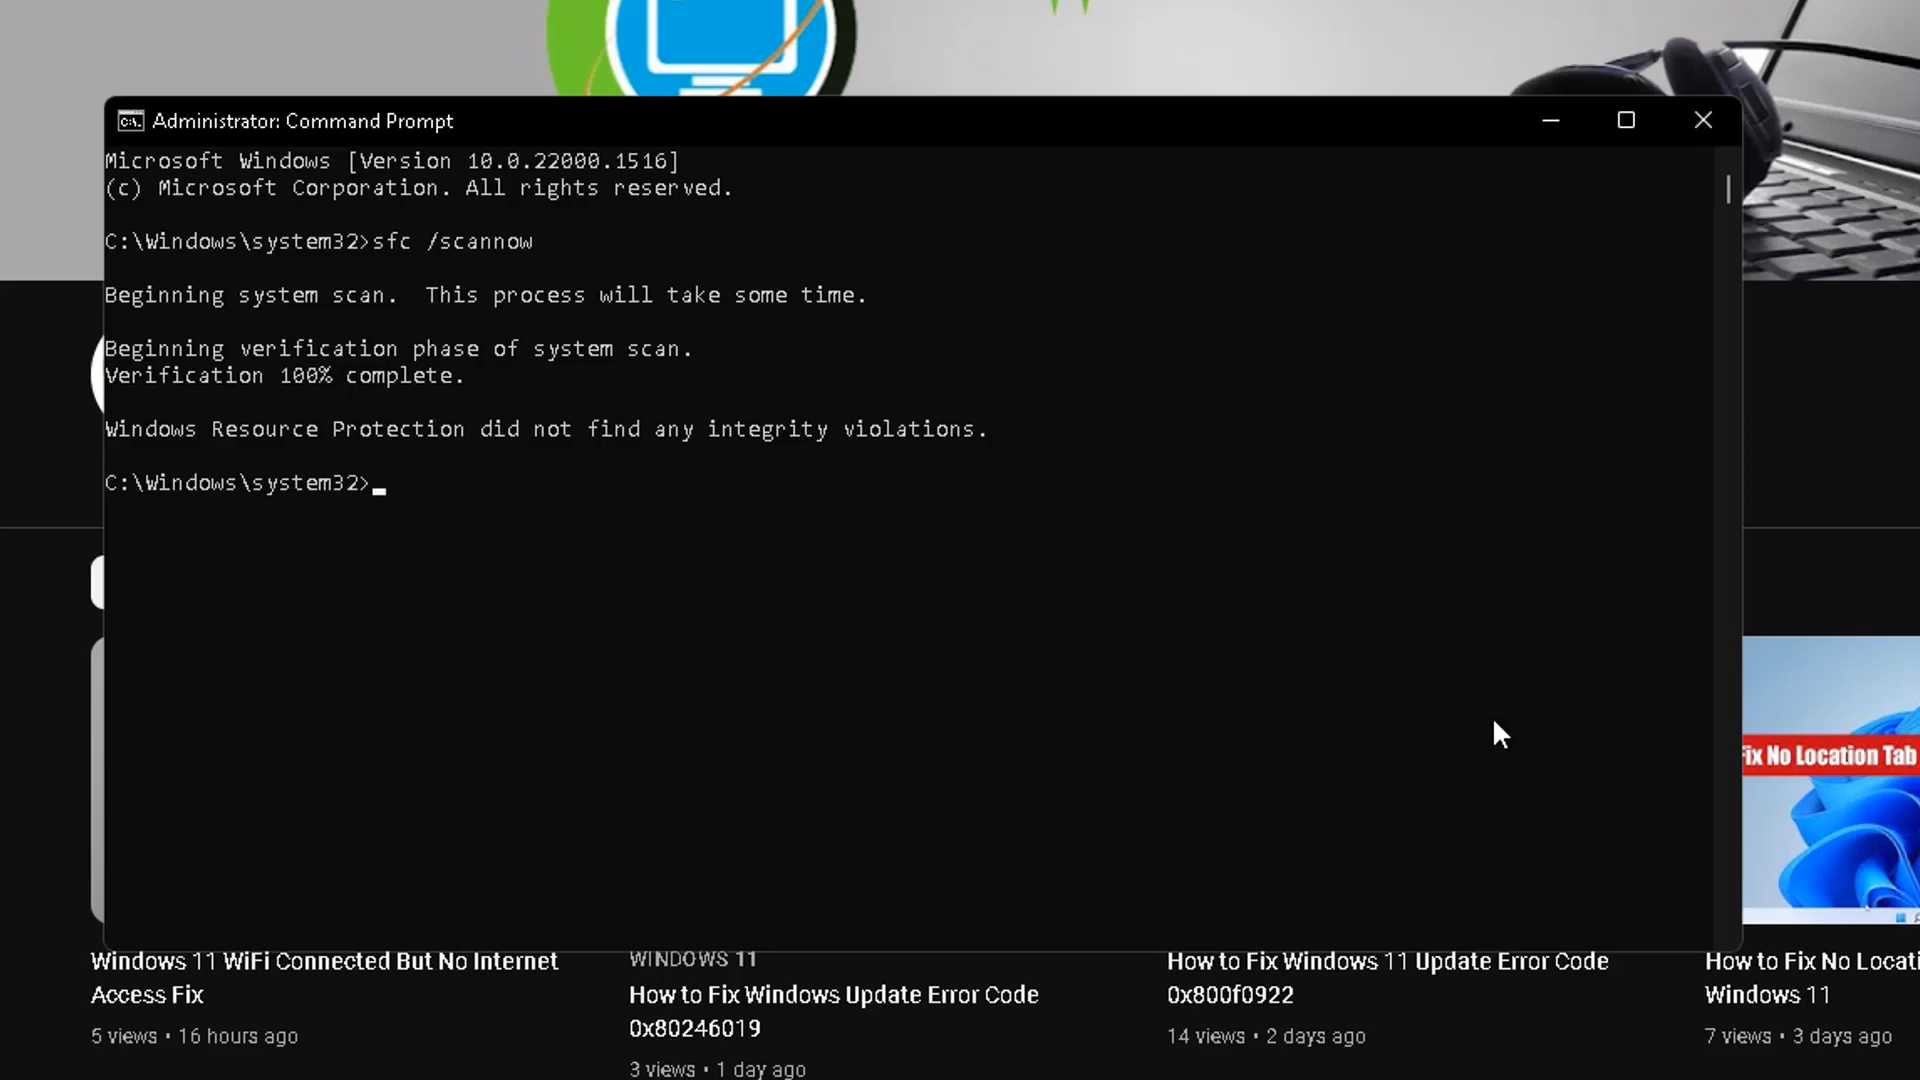 Administrator: Command Prompt
Microsoft Windows [Version 10.0.22000.1516]
(c) Microsoft Corporation. All rights reserved.
C:\Windows\system32>sfc /scannow
Beginning system scan.  This process will take some time.
Beginning verification phase of system scan.
Verification 100% complete.
Windows Resource Protection did not find any integrity violations.
C:\Windows\system32>
Fix No Location Tab
Windows 11 WiFi Connected But No Internet
Access Fix
5 views • 16 hours ago
WINDOWS 11
How to Fix Windows Update Error Code
0x80246019
3 views • 1 day ago
How to Fix Windows 11 Update Error Code
0x800f0922
14 views • 2 days ago
How to Fix No Locati
Windows 11
7 views • 3 days ago